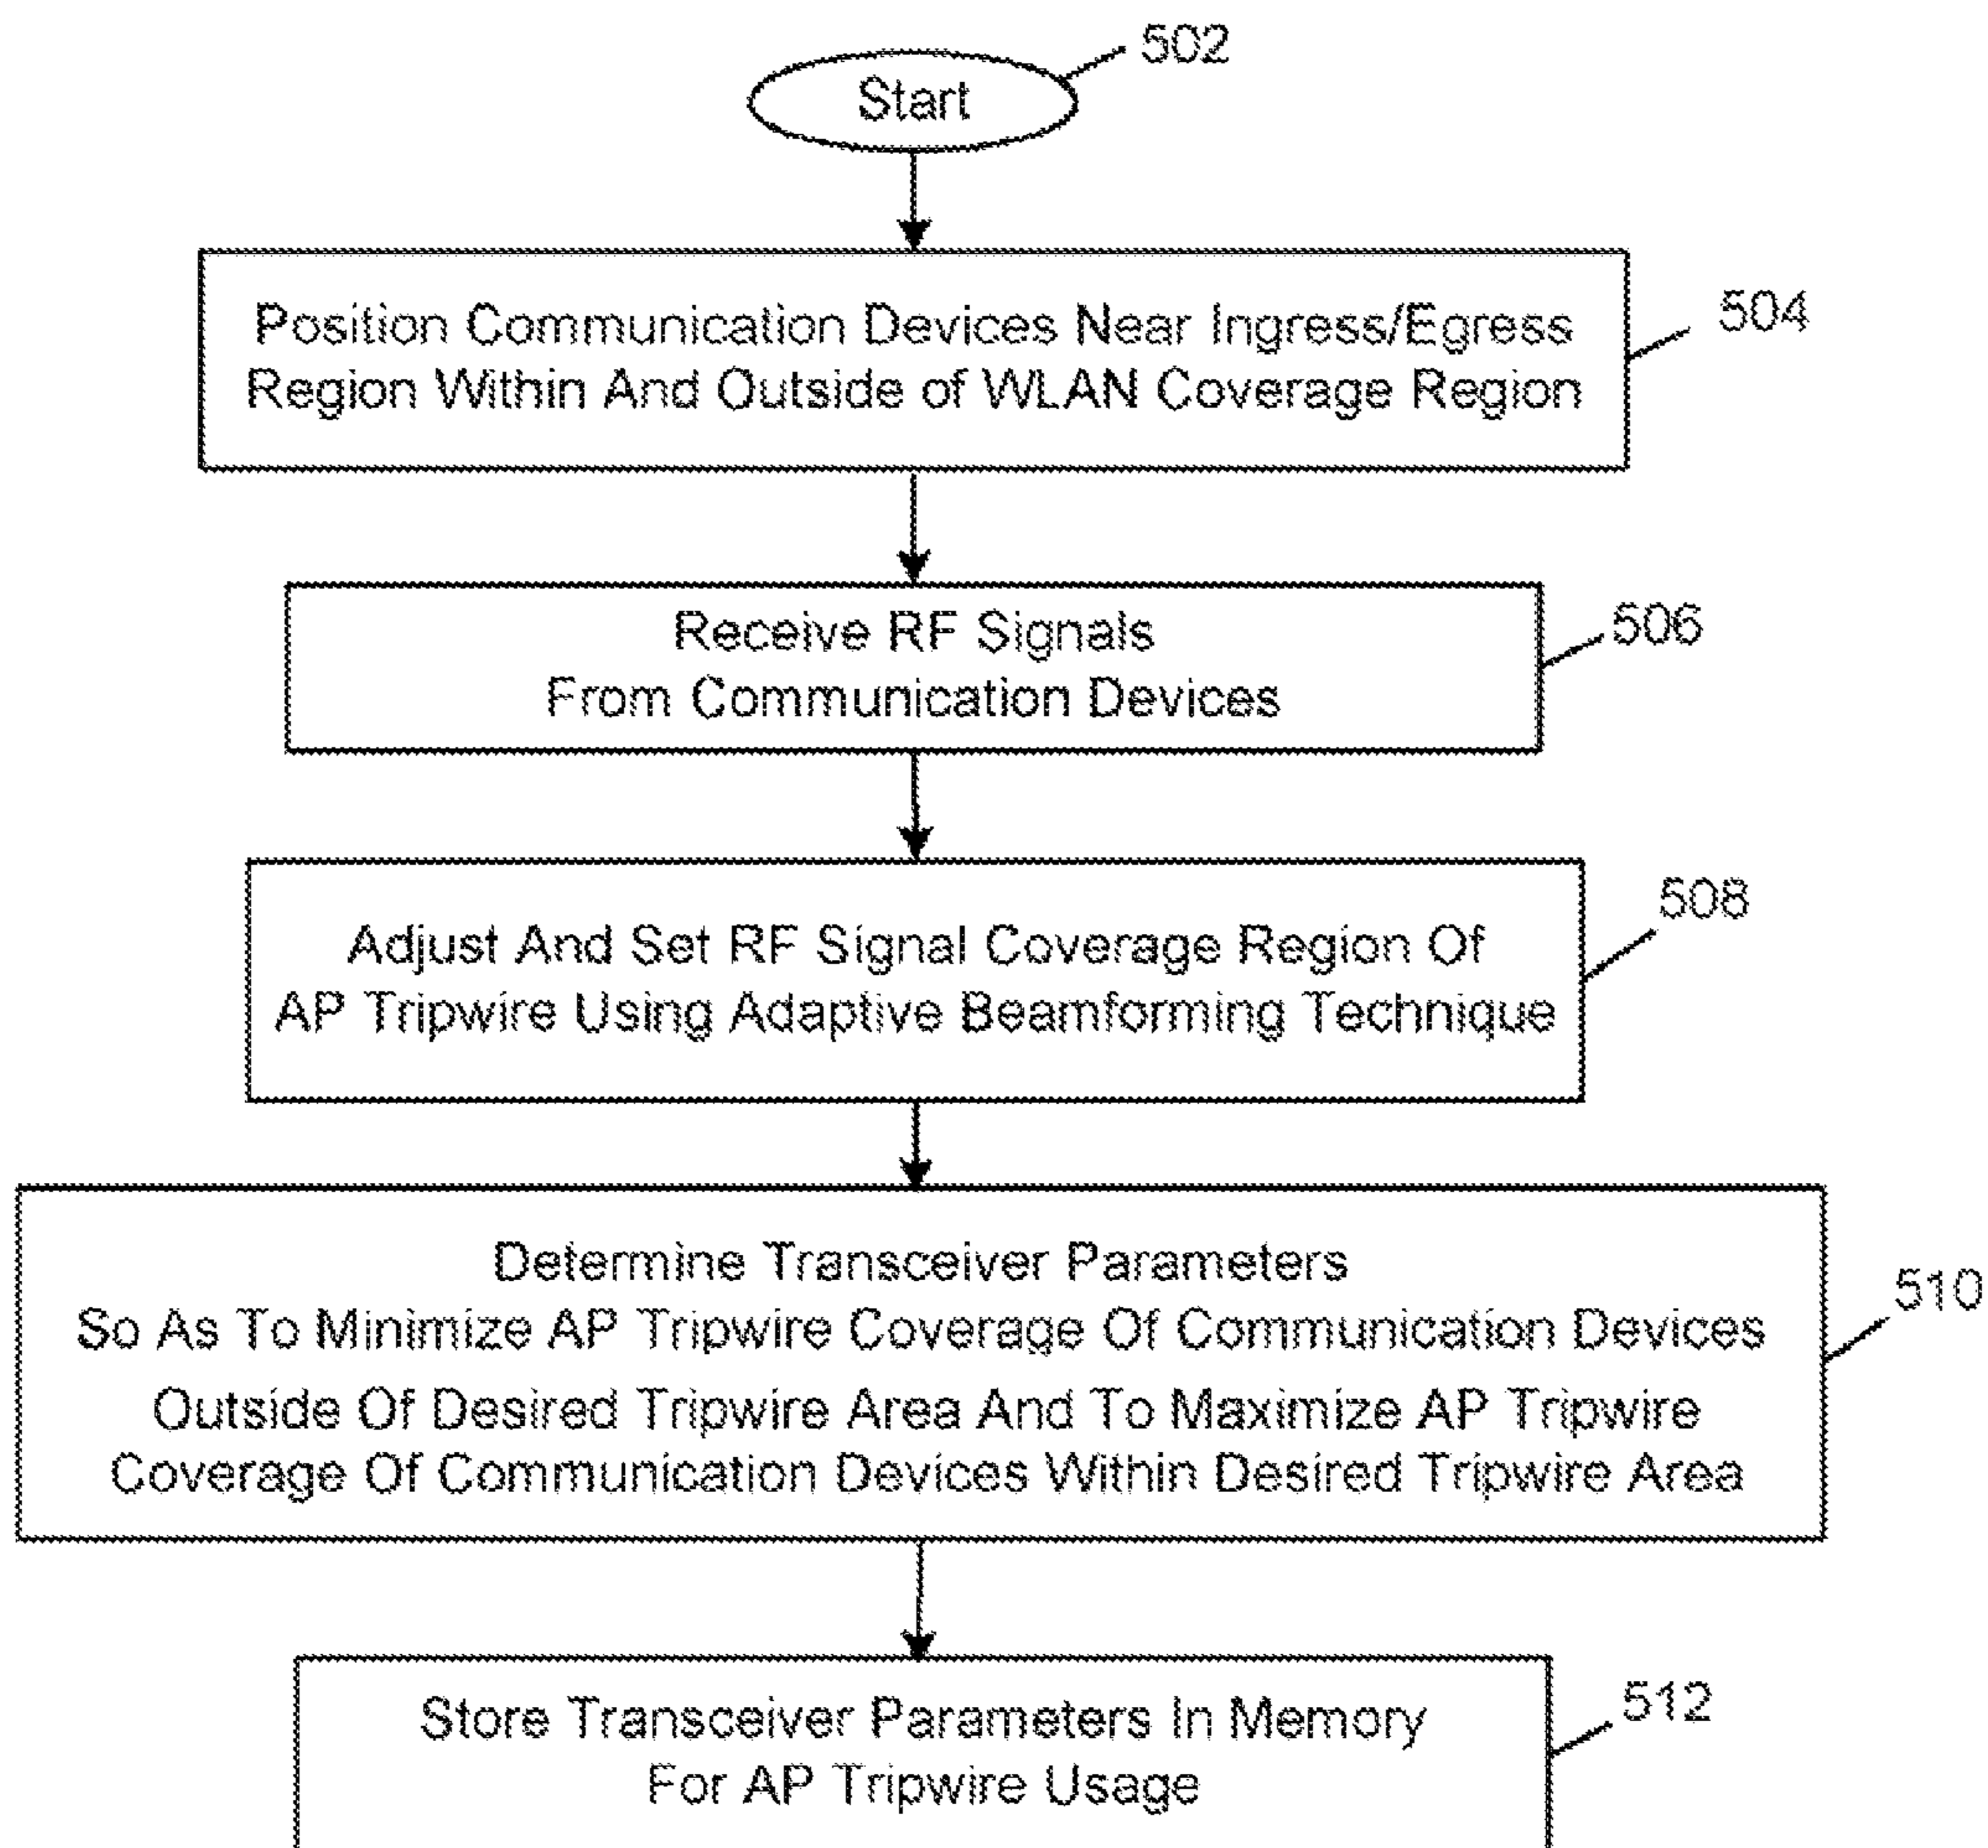 502
Start
504
Position Communication Devices Near Ingress/Egress
Region Within And Outside of WLAN Coverage Region
506
Receive RF Signals
From Communication Devices
508
Adjust And Set RF Signal Coverage Region Of
AP Tripwire Using Adaptive Beamforming Technique
510
Determine Transceiver Parameters
So As To Minimize AP Tripwire Coverage Of Communication Devices
Outside Of Desired Tripwire Area And To Maximize AP Tripwire
Coverage Of Communication Devices Within Desired Tripwire Area
512
Store Transceiver Parameters In Memory
For AP Tripwire Usage